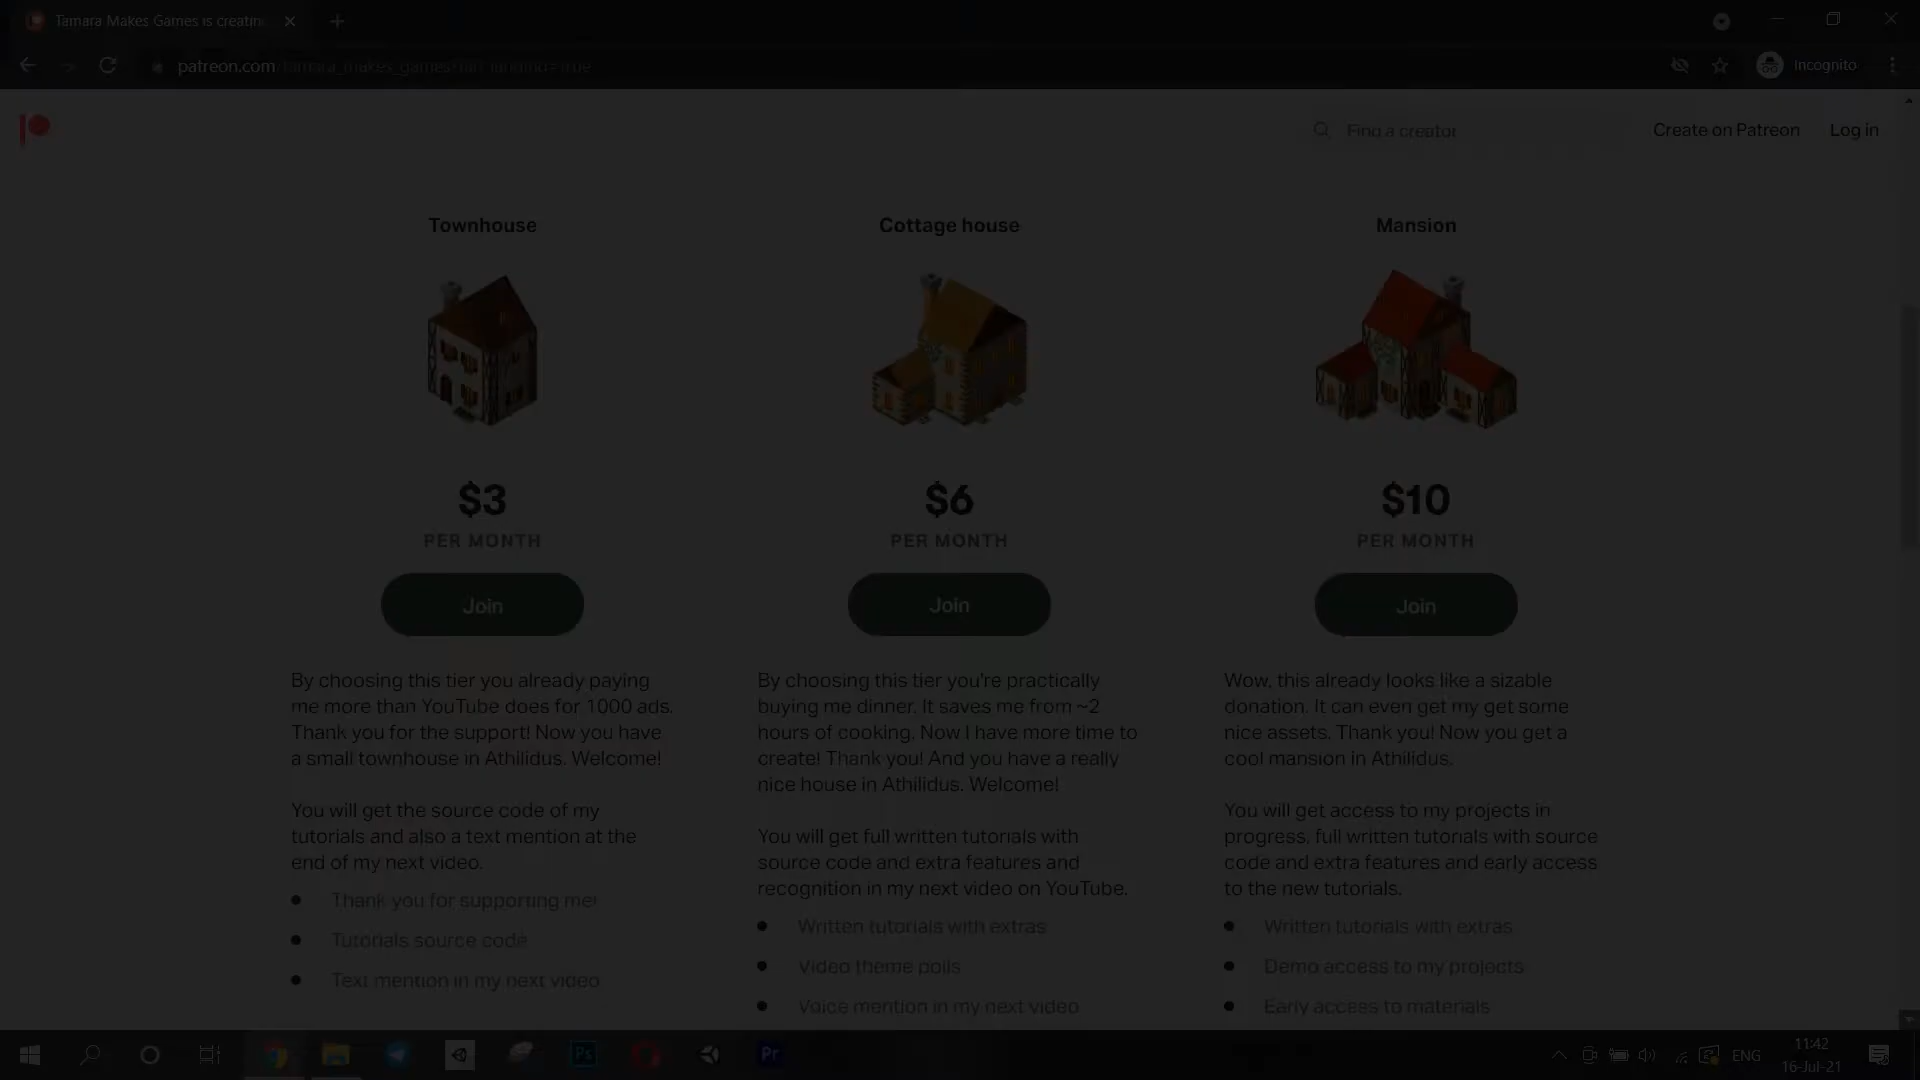 Tamara Makes Games is creating
patreon.com/tamara_makes_games?fan_landing=true
Incognito
Find a creator
Create on Patreon
Log in
Townhouse
$3
PER MONTH
Join
By choosing this tier you already paying
me more than YouTube does for 1000 ads.
Thank you for the support! Now you have
a small townhouse in Athilidus. Welcome!
You will get the source code of my
tutorials and also a text mention at the
end of my next video.
Thank you for supporting me!
Tutorials source code
Text mention in my next video
Cottage house
$6
PER MONTH
Join
By choosing this tier you're practically
buying me dinner. It saves me from ~2
hours of cooking. Now I have more time to
create! Thank you! And you have a really
nice house in Athilidus. Welcome!
You will get full written tutorials with
source code and extra features and
recognition in my next video on YouTube.
Written tutorials with extras
Video theme polls
Voice mention in my next video
Mansion
$10
PER MONTH
Join
Wow, this already looks like a sizable
donation. It can even get my get some
nice assets. Thank you! Now you get a
cool mansion in Athilidus.
You will get access to my projects in
progress, full written tutorials with source
code and extra features and early access
to the new tutorials.
Written tutorials with extras
Demo access to my projects
Early access to materials
Ps
Pr
ENG
11:42
16-Jul-21